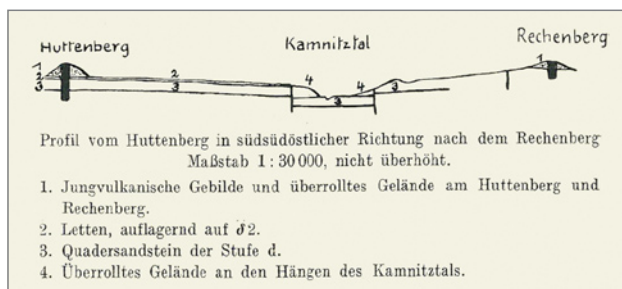 Huttenberg
Kamnitztal
Rechenberg
1
2
3
2
3
4
4
3
3
1
Profil vom Huttenberg in südsüdöstlicher Richtung nach dem Rechenberg
Maßstab 1 : 30 000, nicht überhöht.
1. Jungvulkanische Gebilde und überrolltes Gelände am Huttenberg und
Rechenberg.
2. Letten, auflagernd auf δ2.
3. Quadersandstein der Stufe d.
4. Überrolltes Gelände an den Hängen des Kamnitztals.